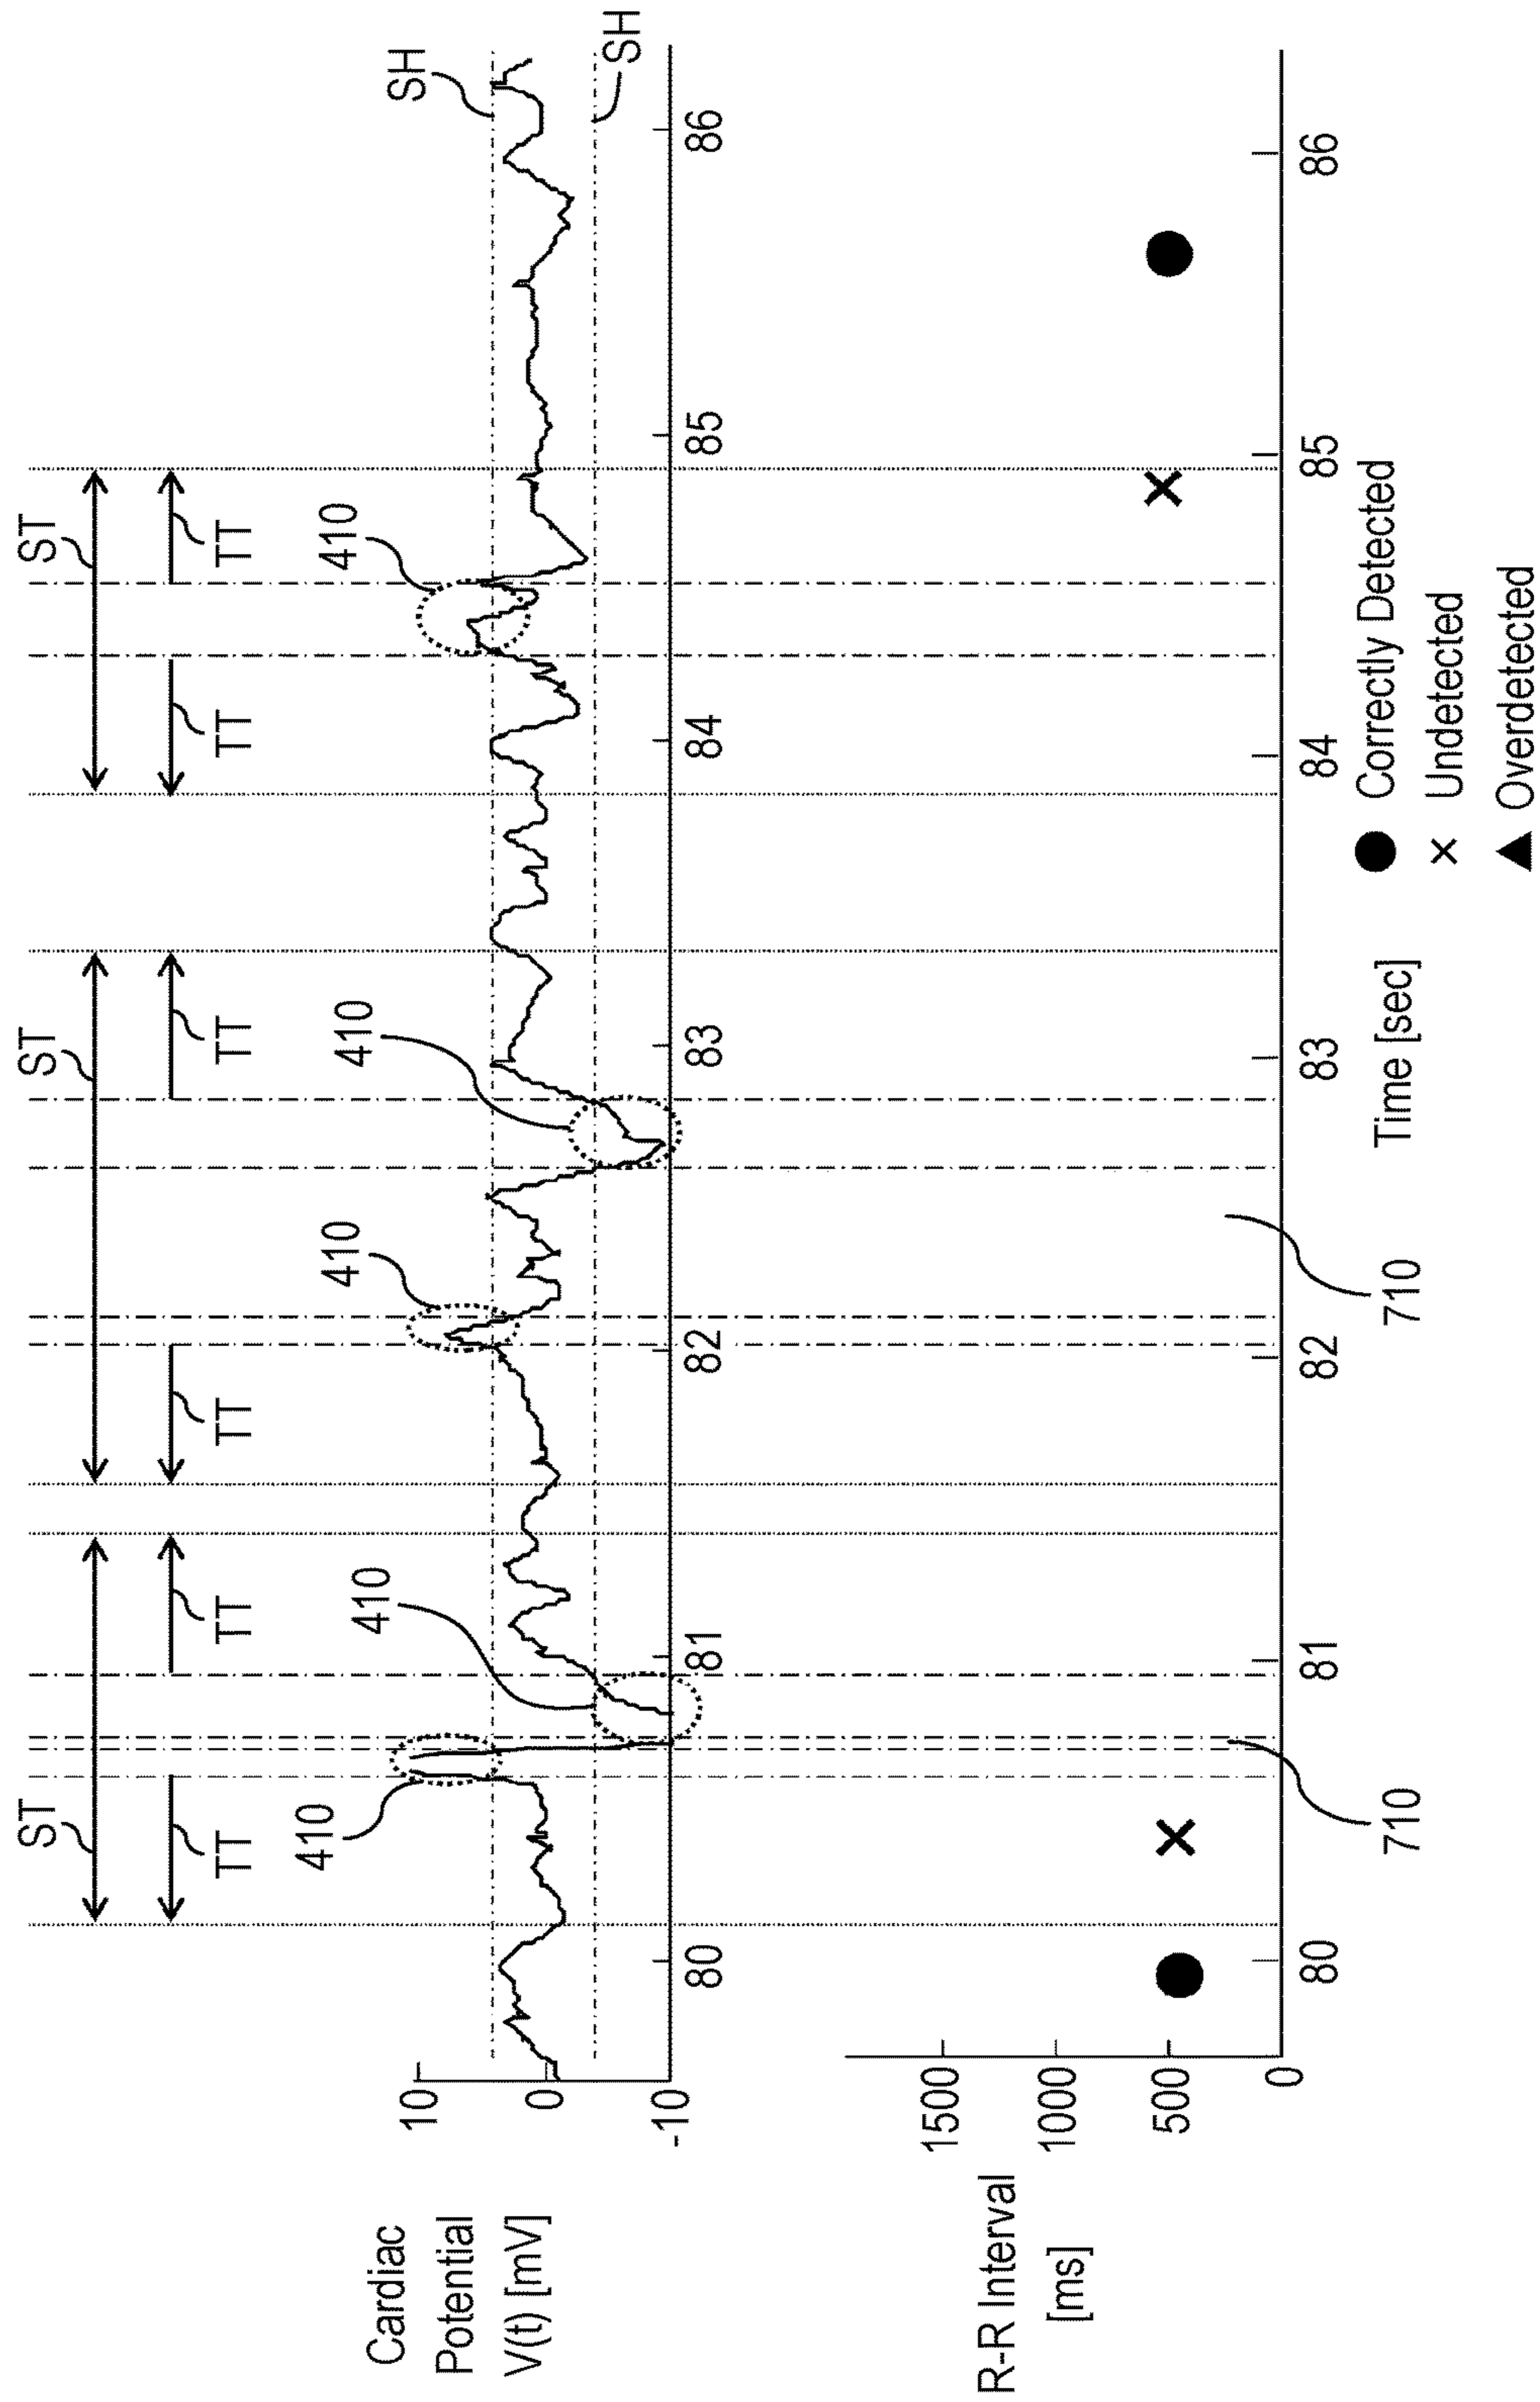 ST
ST
ST
TT
TT
TT
TT
TT
TT
410
410
410
410
410
SH
SH
Cardiac
Potential
V(t) [mV]
10
0
-10
80
81
82
83
84
85
86
R-R Interval
[ms]
1500
1000
500
0
80
81
82
83
84
85
86
710
710
Time [sec]
● Correctly Detected
× Undetected
▲ Overdetected